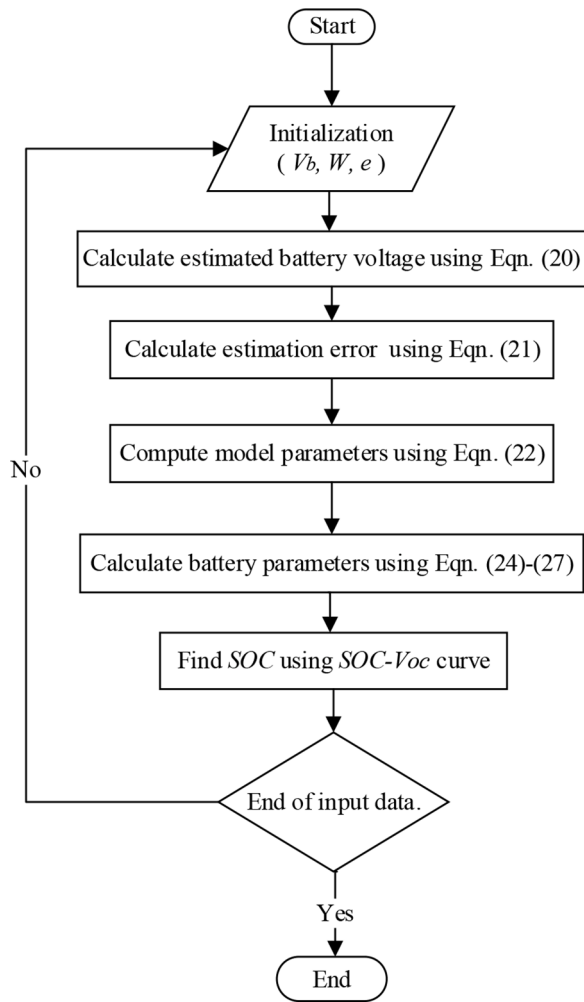 Start
Initialization
( Vb, W, e )
Calculate estimated battery voltage using Eqn. (20)
Calculate estimation error using Eqn. (21)
Compute model parameters using Eqn. (22)
No
Calculate battery parameters using Eqn. (24)-(27)
Find SOC using SOC-Voc curve
End of input data.
Yes
End